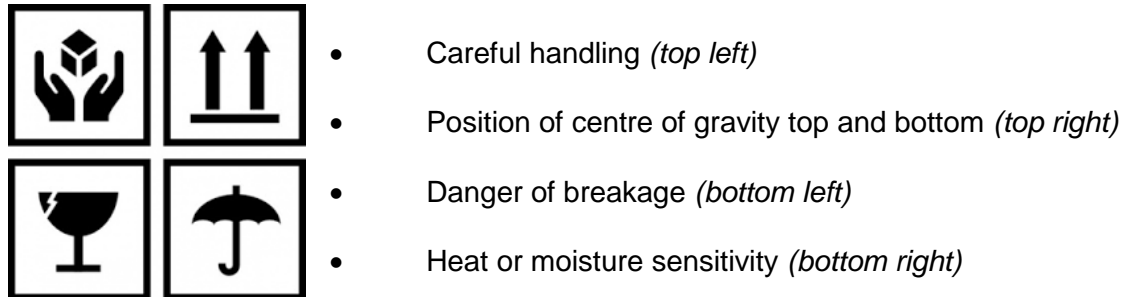 • Careful handling (top left)
• Position of centre of gravity top and bottom (top right)
• Danger of breakage (bottom left)
• Heat or moisture sensitivity (bottom right)